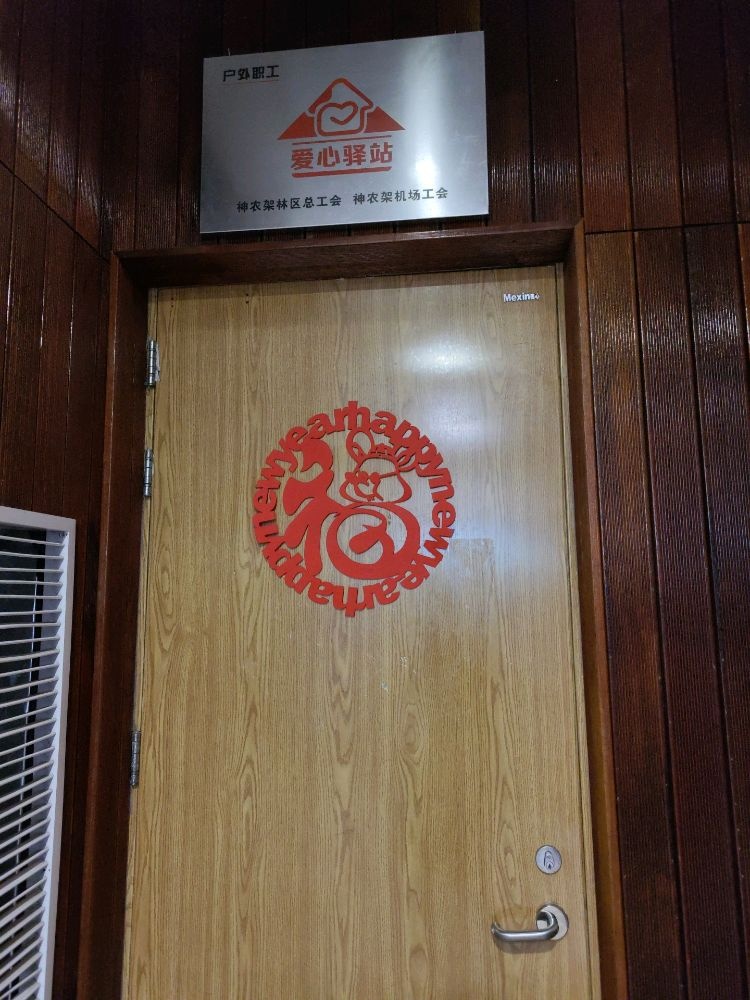 户外职工
爱心驿站
神农架林区总工会 神农架机场工会
Mexin
happynewyearhappynewyear
福